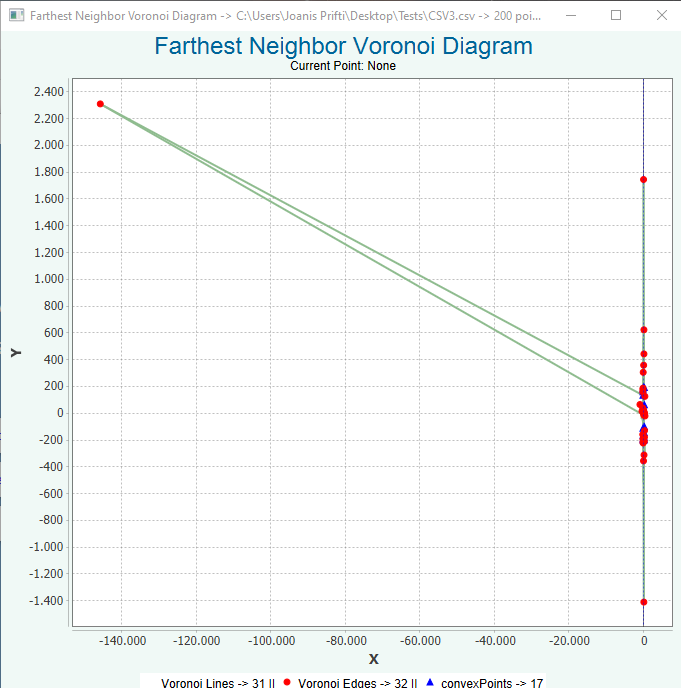 Farthest Neighbor Voronoi Diagram -> C:\Users\Joanis Prifti\Desktop\Tests\CSV3.csv -> 200 poi...
Farthest Neighbor Voronoi Diagram
Current Point: None
2.400
2.200
2.000
1.800
1.600
1.400
1.200
1.000
800
600
400
200
0
-200
-400
-600
-800
-1.000
-1.200
-1.400
Y
-140.000 -120.000 -100.000 -80.000 -60.000 -40.000 -20.000 0
X
Voronoi Lines -> 31 || Voronoi Edges -> 32 || convexPoints -> 17